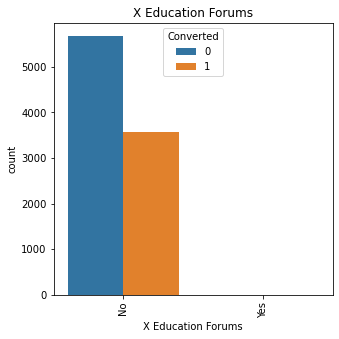 X Education Forums
Converted
0
1
5000
4000
3000
2000
1000
0
count
No
Yes
X Education Forums